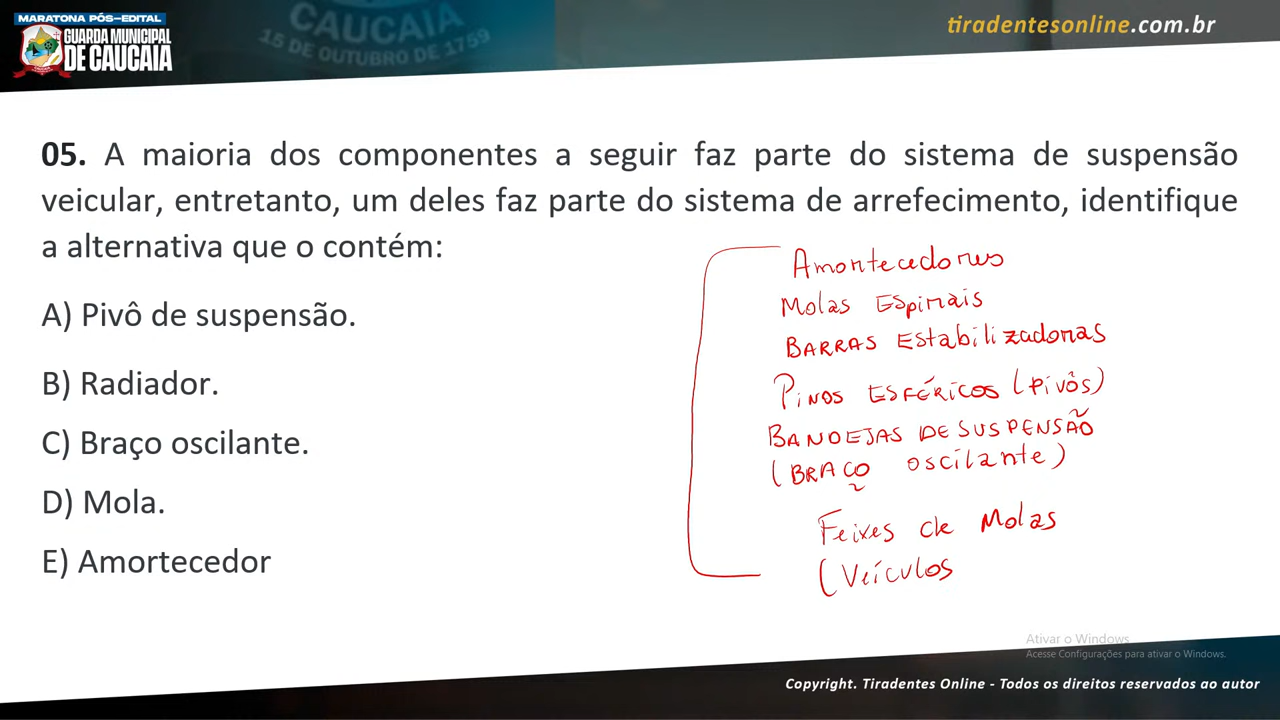 MARATONA PÓS-EDITAL
GUARDA MUNICIPAL
DE CAUCAIA
CAUCAIA
15 DE OUTUBRO DE 1759
tiradentesonline.com.br
05. A maioria dos componentes a seguir faz parte do sistema de suspensão
veicular, entretanto, um deles faz parte do sistema de arrefecimento, identifique
a alternativa que o contém:
A) Pivô de suspensão.
B) Radiador.
C) Braço oscilante.
D) Mola.
E) Amortecedor
Amortecedores
Molas Espirais
BARRAS Estabilizadoras
PINOS ESFÉRICOS (PIVÔS)
BANDEJAS DE SUSPENSÃO
(BRAÇO oscilante)
Feixes de Molas
(Veículos
Ativar o Windows
Acesse Configurações para ativar o Windows.
Copyright. Tiradentes Online - Todos os direitos reservados ao autor